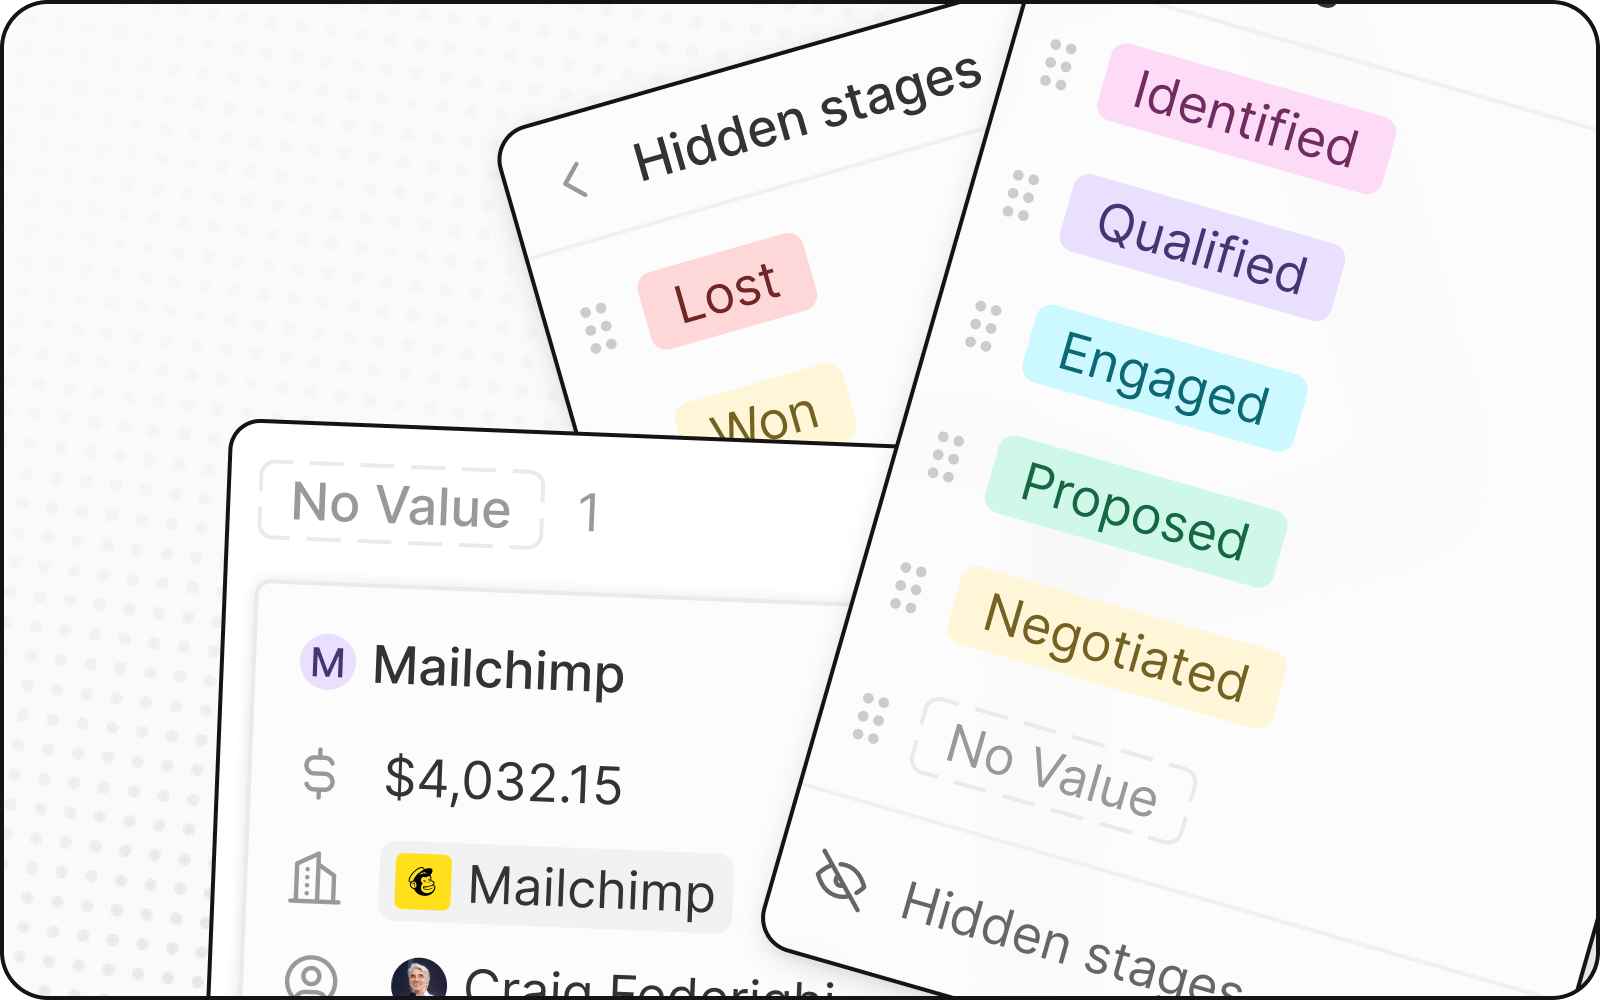 Hidden stages
Lost
Won
No Value 1
M Mailchimp
$4,032.15
Mailchimp
Craig Federighi
Identified
Qualified
Engaged
Proposed
Negotiated
No Value
Hidden stages